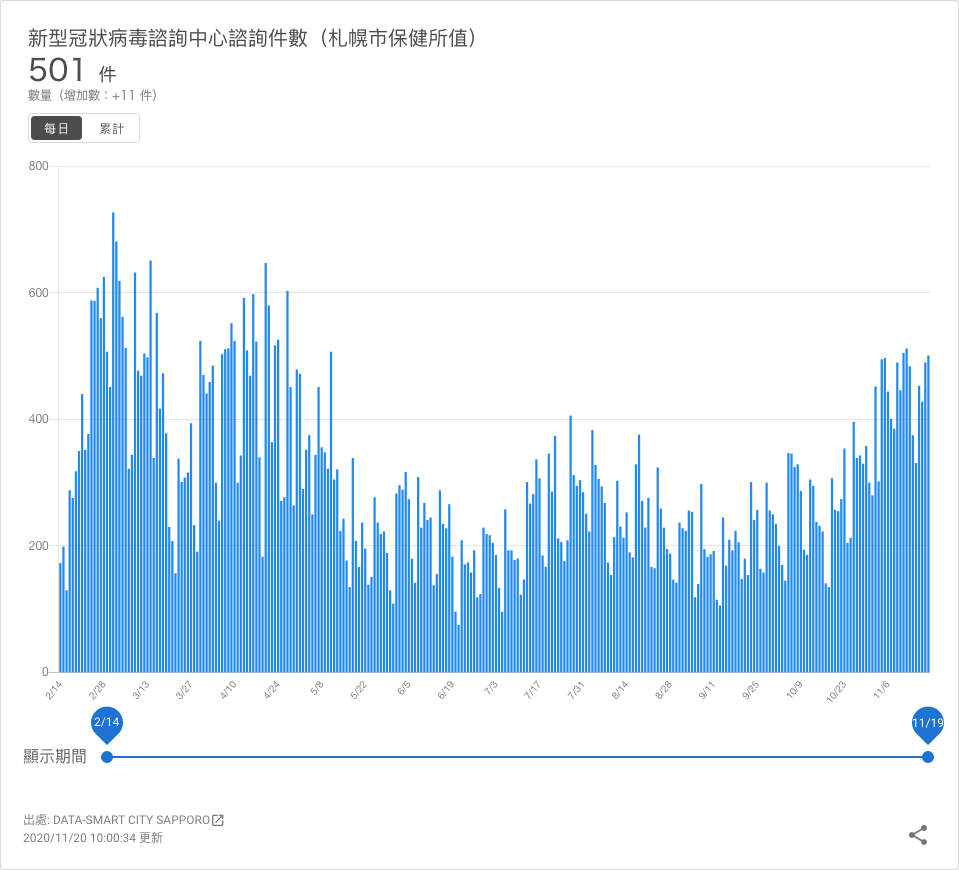 新型冠狀病毒諮詢中心諮詢件數（札幌市保健所值）
501 件
數量（增加數：+11 件）
每日 累計
800
600
400
200
0
2/14 2/28 3/13 3/27 4/10 4/24 5/8 5/22 6/5 6/19 7/3 7/17 7/31 8/14 8/28 9/11 9/25 10/9 10/23 11/6
2/14 11/19
顯示期間
出處: DATA-SMART CITY SAPPORO
2020/11/20 10:00:34 更新